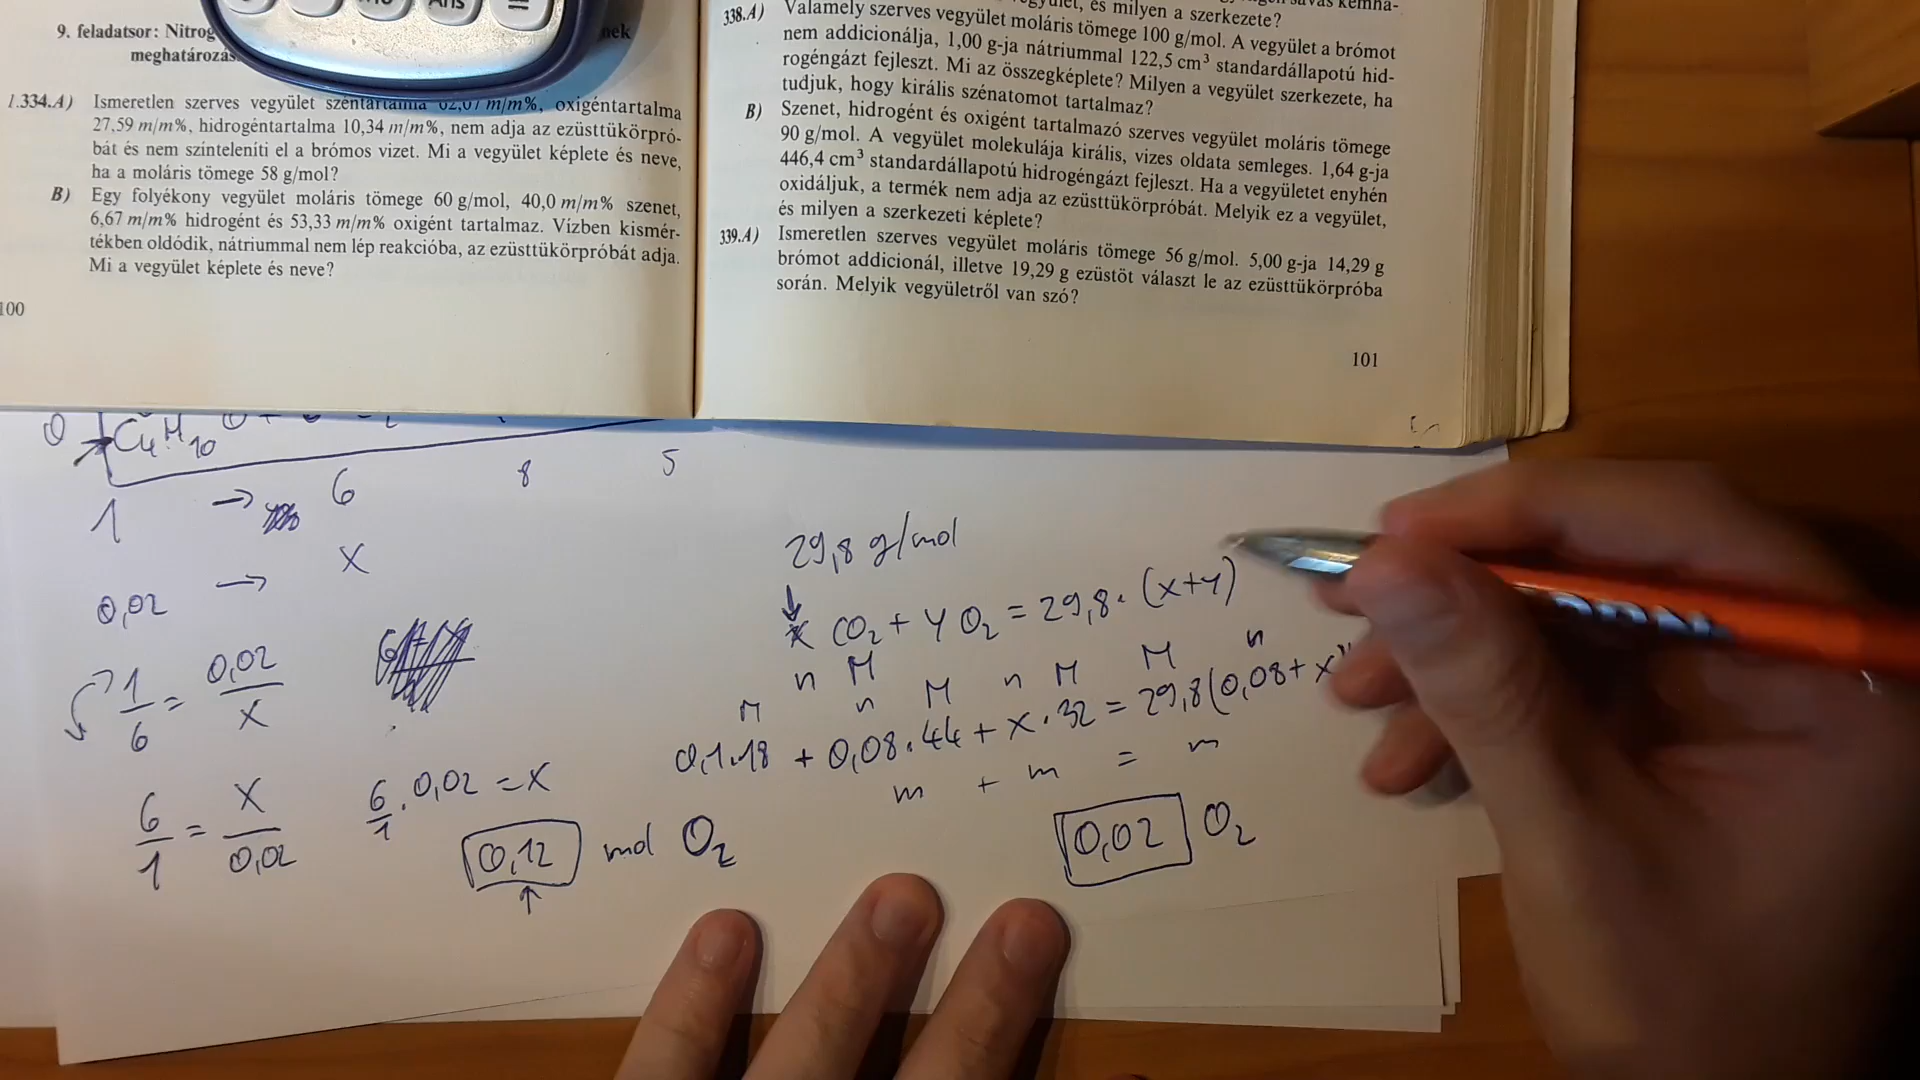 Ans
=
9. feladatsor: Nitrog
nek
meghatározás
1.334.A) Ismeretlen szerves vegyület széntartalma 62,07 m/m%, oxigéntartalma
27,59 m/m%, hidrogéntartalma 10,34 m/m%, nem adja az ezüsttükörpró-
bát és nem színteleníti el a brómos vizet. Mi a vegyület képlete és neve,
ha a moláris tömege 58 g/mol?
B) Egy folyékony vegyület moláris tömege 60 g/mol, 40,0 m/m% szenet,
6,67 m/m% hidrogént és 53,33 m/m% oxigént tartalmaz. Vízben kismér-
tékben oldódik, nátriummal nem lép reakcióba, az ezüsttükörpróbát adja.
Mi a vegyület képlete és neve?
100
és milyen a szerkezete?
338.A) Valamely szerves vegyület moláris tömege 100 g/mol. A vegyület a brómot
nem addicionálja, 1,00 g-ja nátriummal 122,5 cm³ standardállapotú hid-
rogéngázt fejleszt. Mi az összegképlete? Milyen a vegyület szerkezete, ha
tudjuk, hogy királis szénatomot tartalmaz?
B) Szenet, hidrogént és oxigént tartalmazó szerves vegyület moláris tömege
90 g/mol. A vegyület molekulája királis, vizes oldata semleges. 1,64 g-ja
446,4 cm³ standardállapotú hidrogéngázt fejleszt. Ha a vegyületet enyhén
oxidáljuk, a termék nem adja az ezüsttükörpróbát. Melyik ez a vegyület,
és milyen a szerkezeti képlete?
339.A) Ismeretlen szerves vegyület moláris tömege 56 g/mol. 5,00 g-ja 14,29 g
brómot addicionál, illetve 19,29 g ezüstöt választ le az ezüsttükörpróba
során. Melyik vegyületről van szó?
101
C₄H₁₀
6 8 5
1 → 6
0,02 → x
1/6 = 0,02/x
6/1 = x/0,02
6/1 · 0,02 = x
0,12 mol O₂
↑
29,8 g/mol
↓
x CO₂ + y O₂ = 29,8 · (x+y)
n M n M M n
M n M
0,1·18 + 0,08·44 + x·32 = 29,8(0,08+x
m + m = m
0,02 O₂